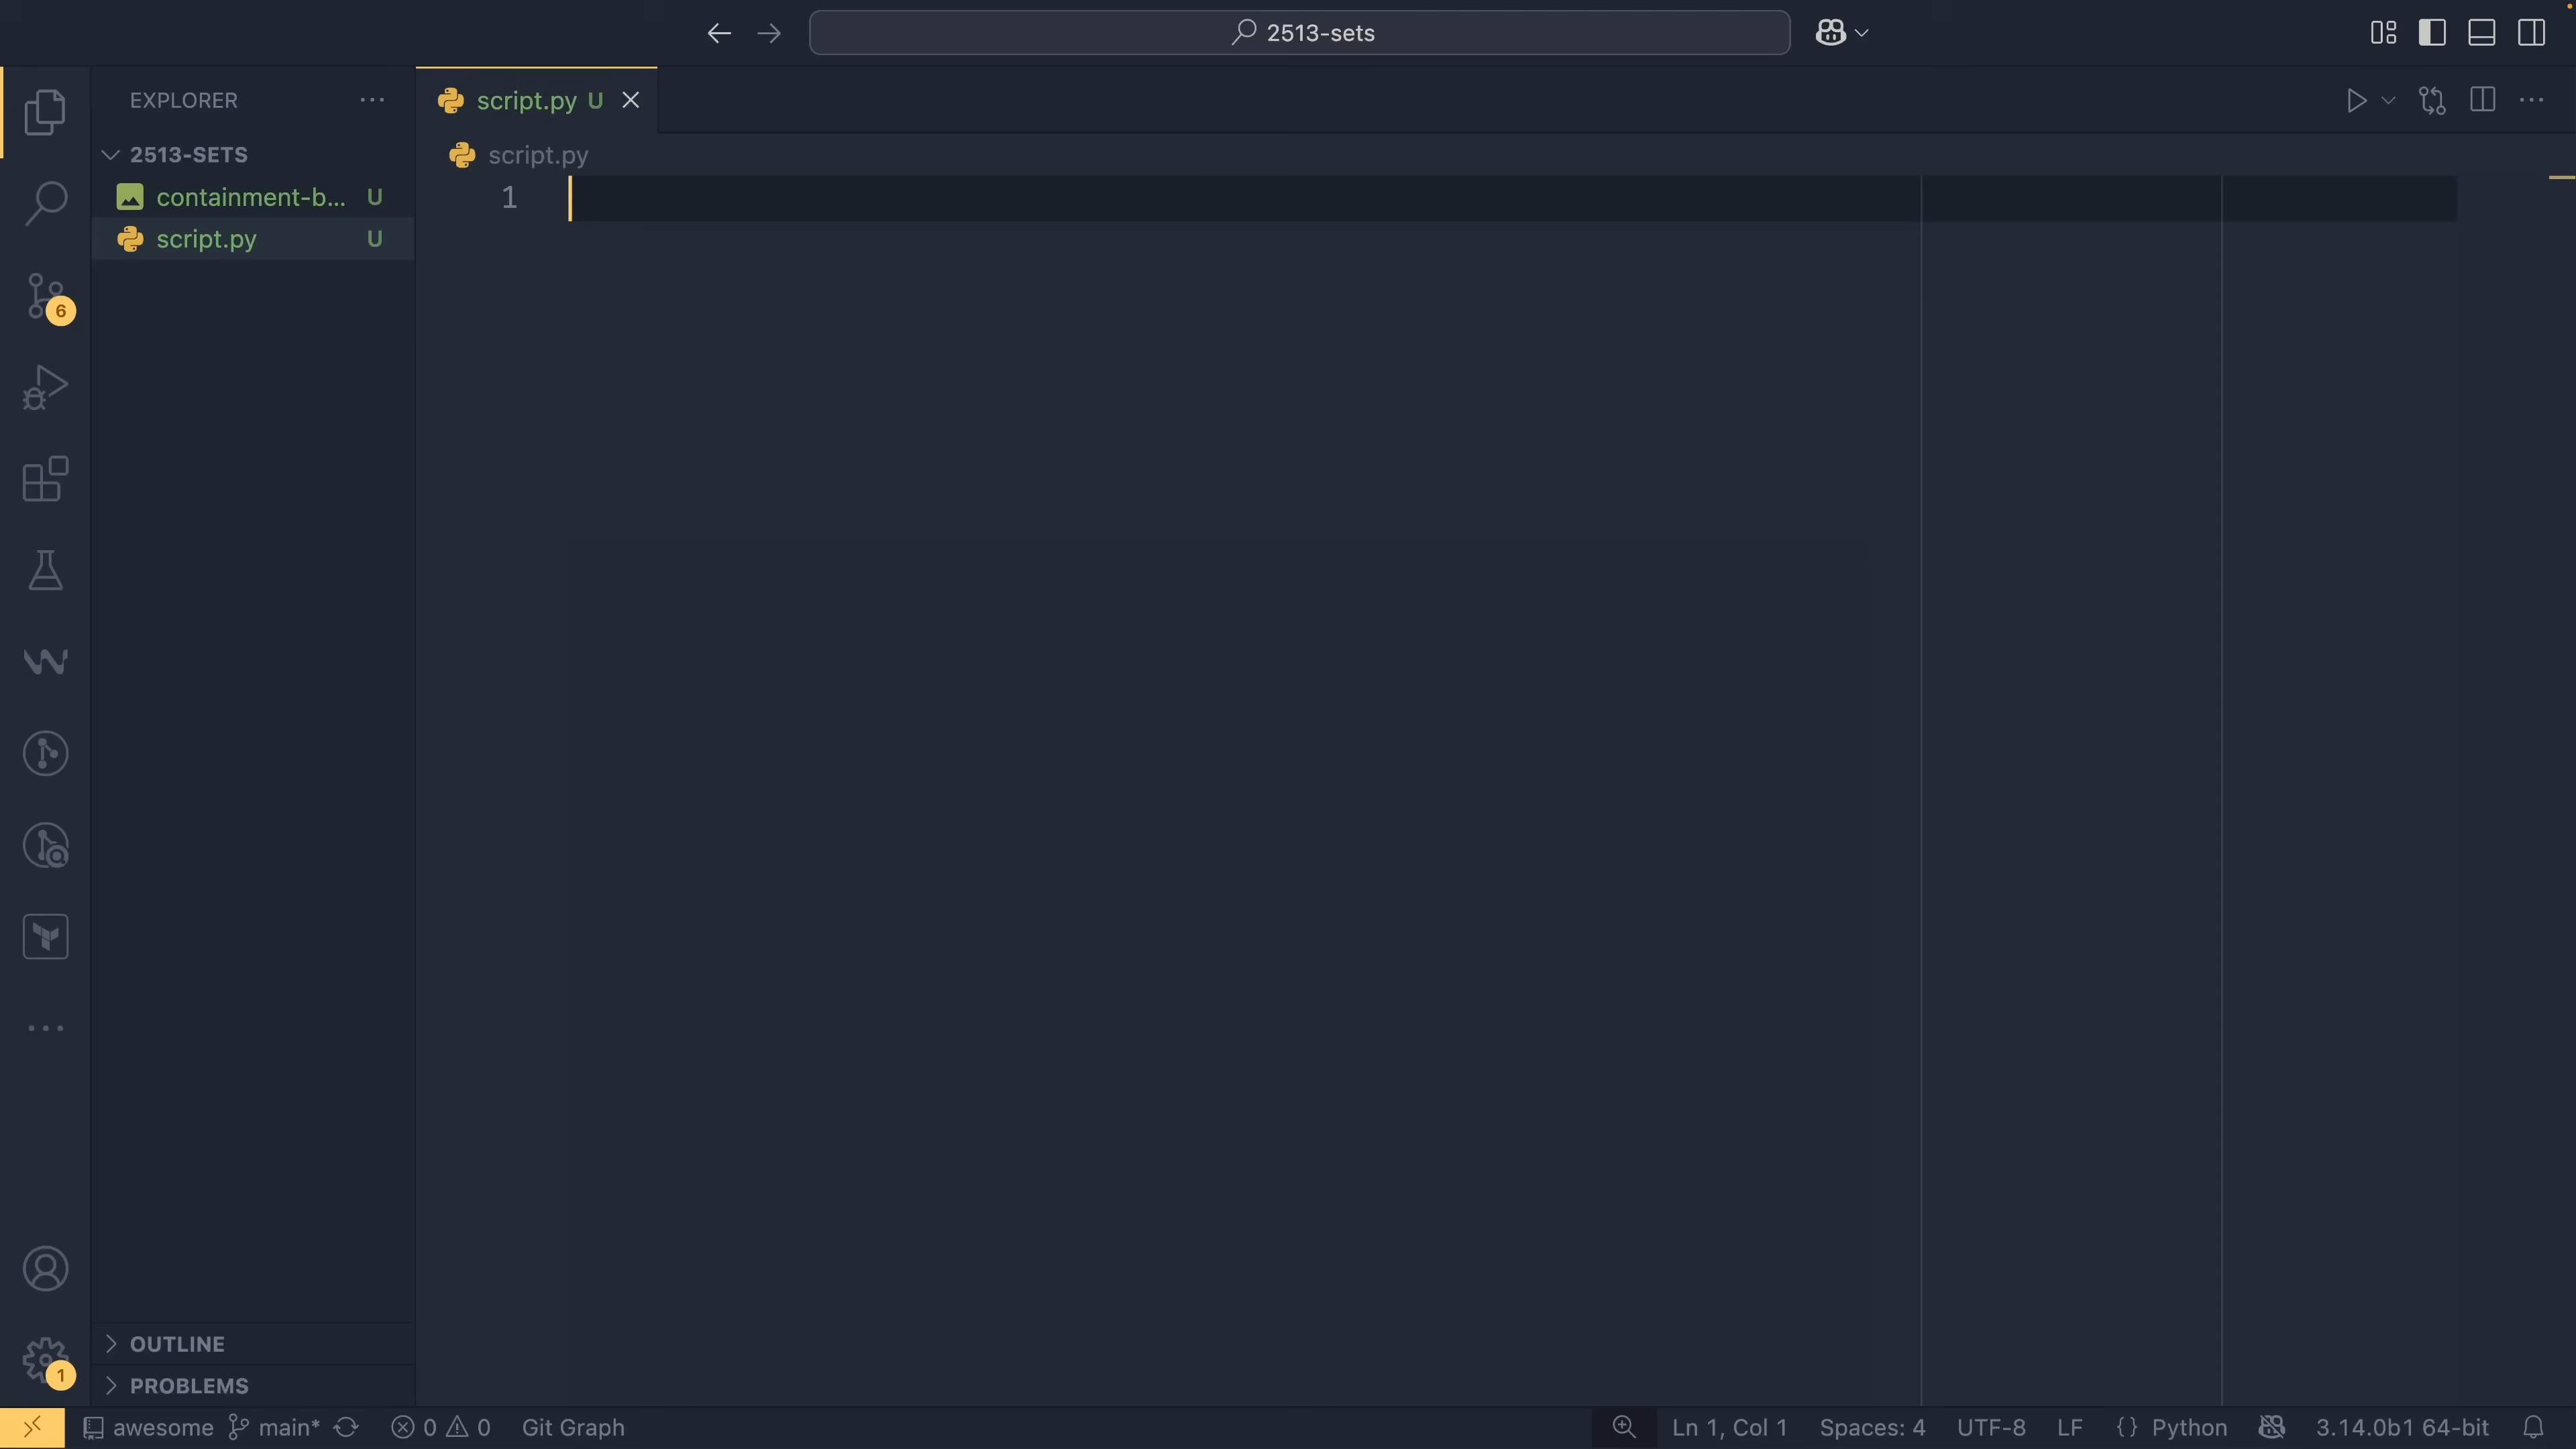 2513-sets
EXPLORER
script.py U
2513-SETS
script.py
containment-b... U
1
script.py U
6
OUTLINE
1
PROBLEMS
awesome main* 0 0 Git Graph Ln 1, Col 1 Spaces: 4 UTF-8 LF {} Python 3.14.0b1 64-bit